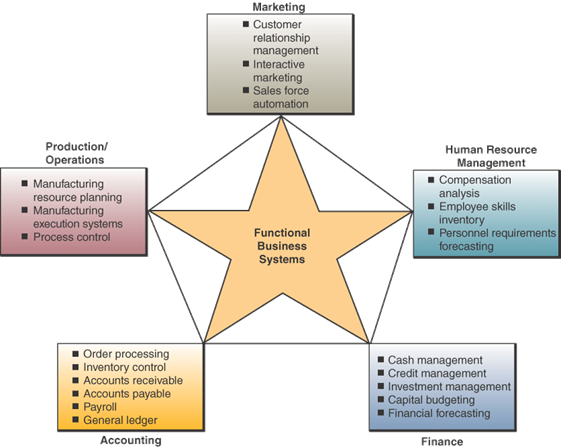 Marketing
■ Customer
relationship
management
■ Interactive
marketing
■ Sales force
automation
Production/
Operations
■ Manufacturing
resource planning
■ Manufacturing
execution systems
■ Process control
Human Resource
Management
■ Compensation
analysis
■ Employee skills
inventory
■ Personnel requirements
forecasting
Functional
Business
Systems
■ Order processing
■ Inventory control
■ Accounts receivable
■ Accounts payable
■ Payroll
■ General ledger
Accounting
■ Cash management
■ Credit management
■ Investment management
■ Capital budgeting
■ Financial forecasting
Finance